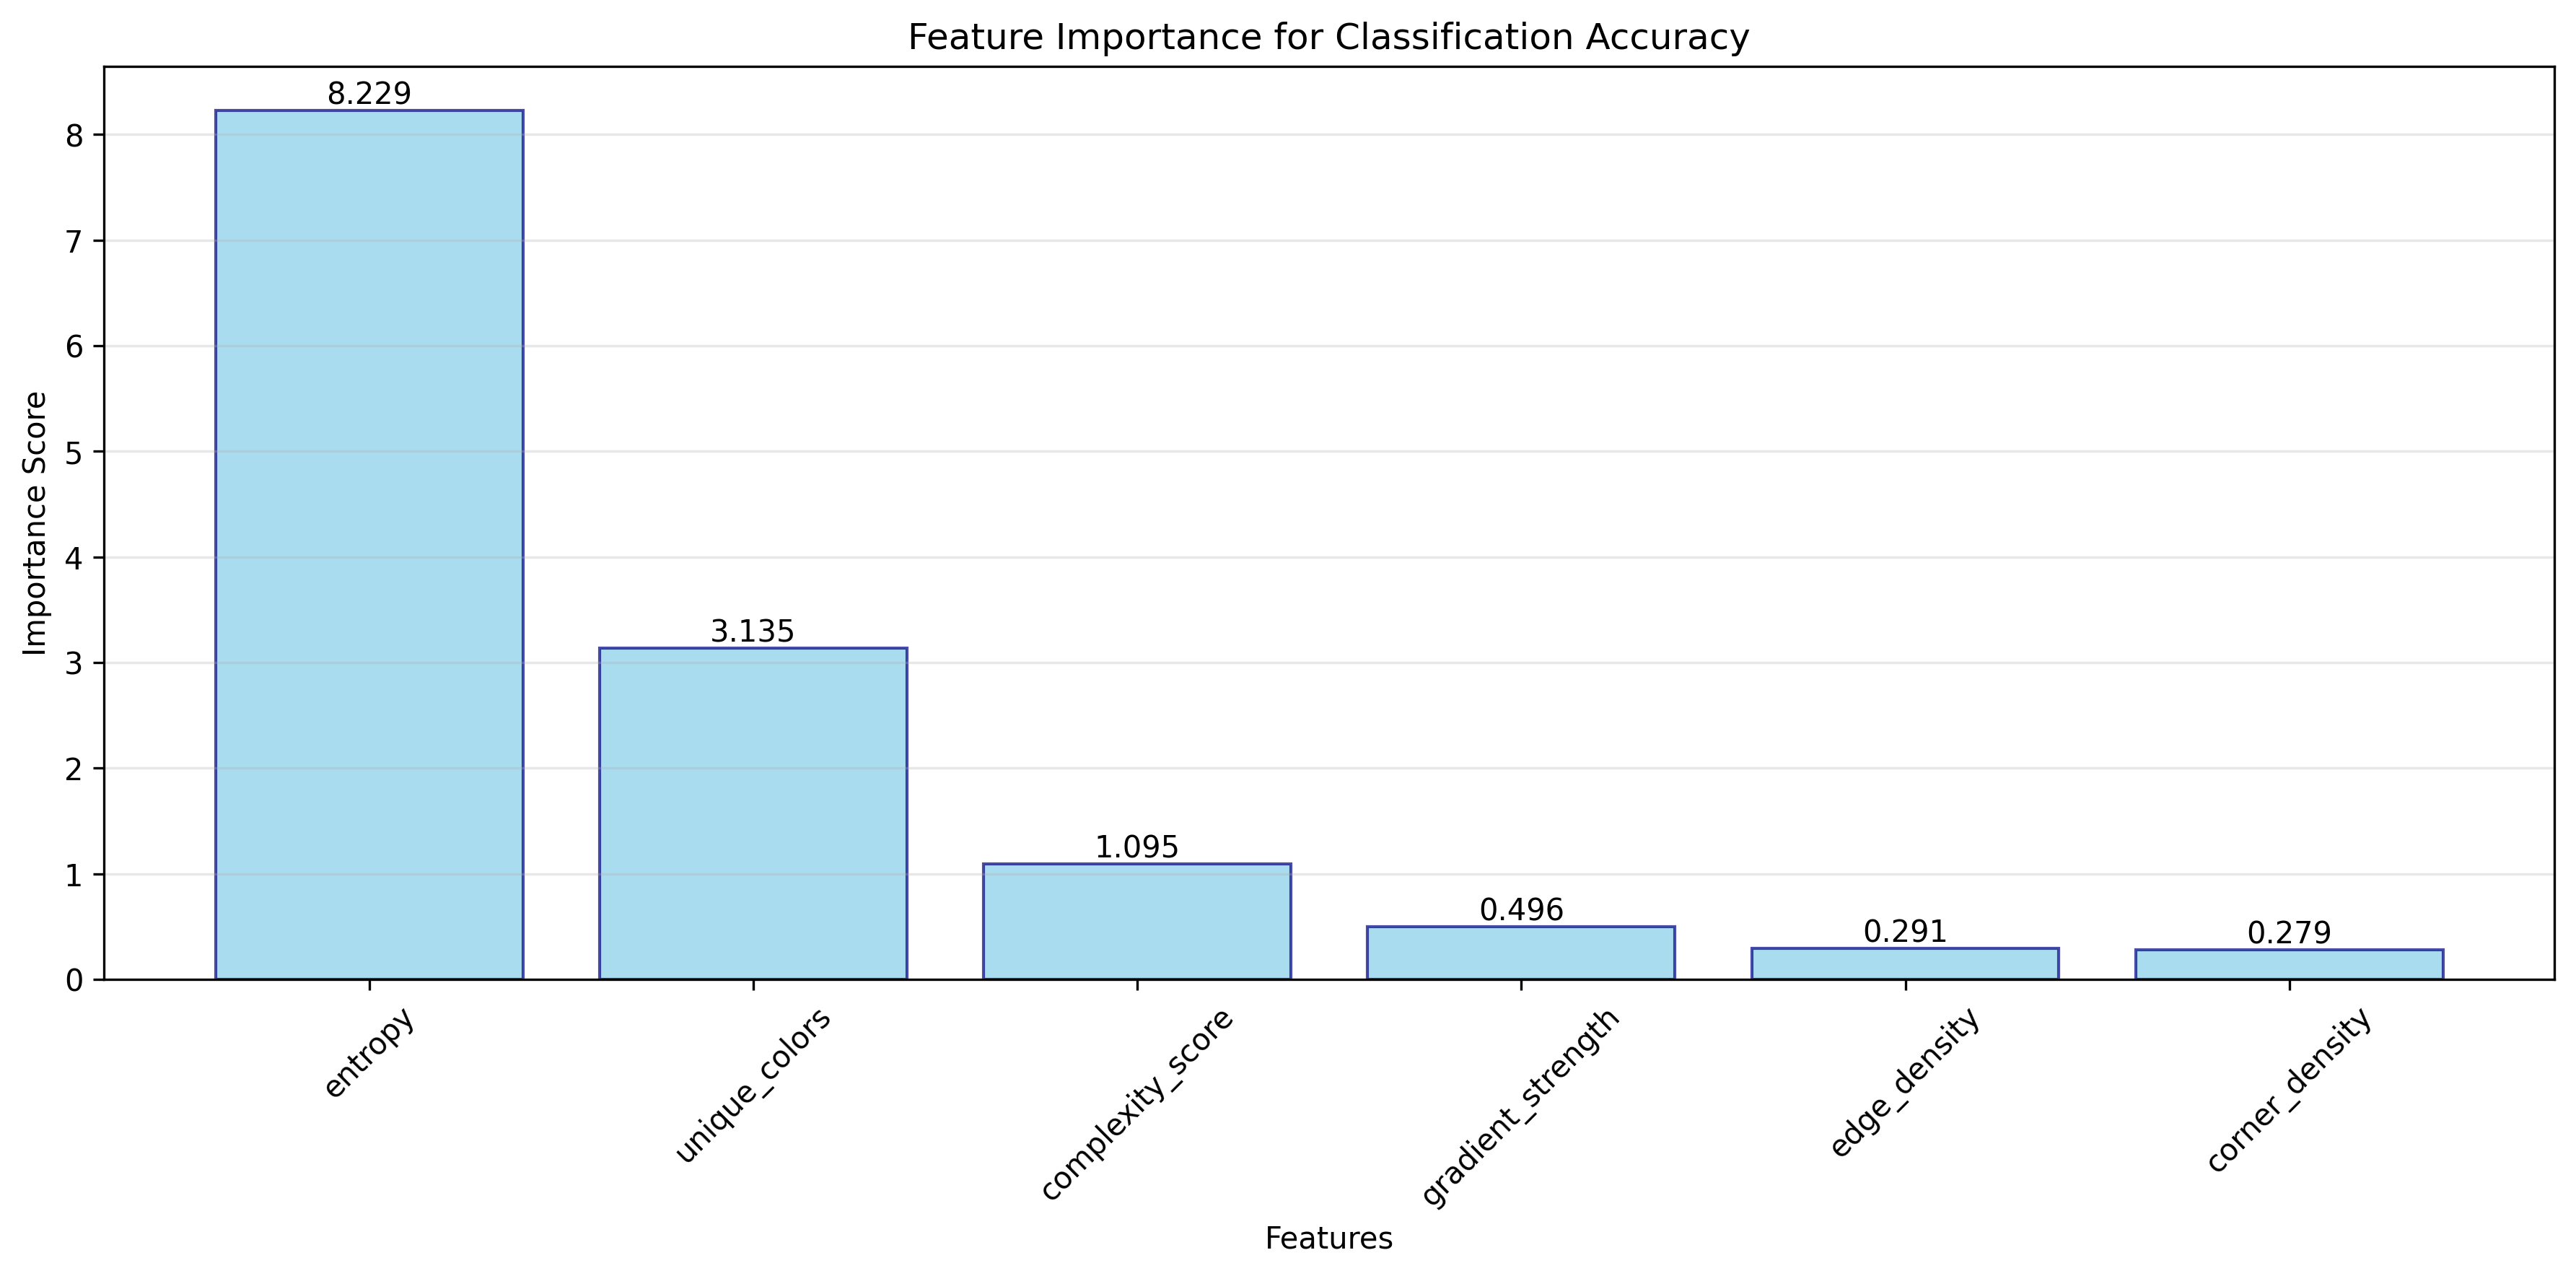 Feature Importance for Classification Accuracy
8.229
3.135
1.095
0.496
0.291
0.279
8
7
6
5
4
3
2
1
0
Importance Score
entropy
unique_colors
complexity_score
gradient_strength
edge_density
corner_density
Features